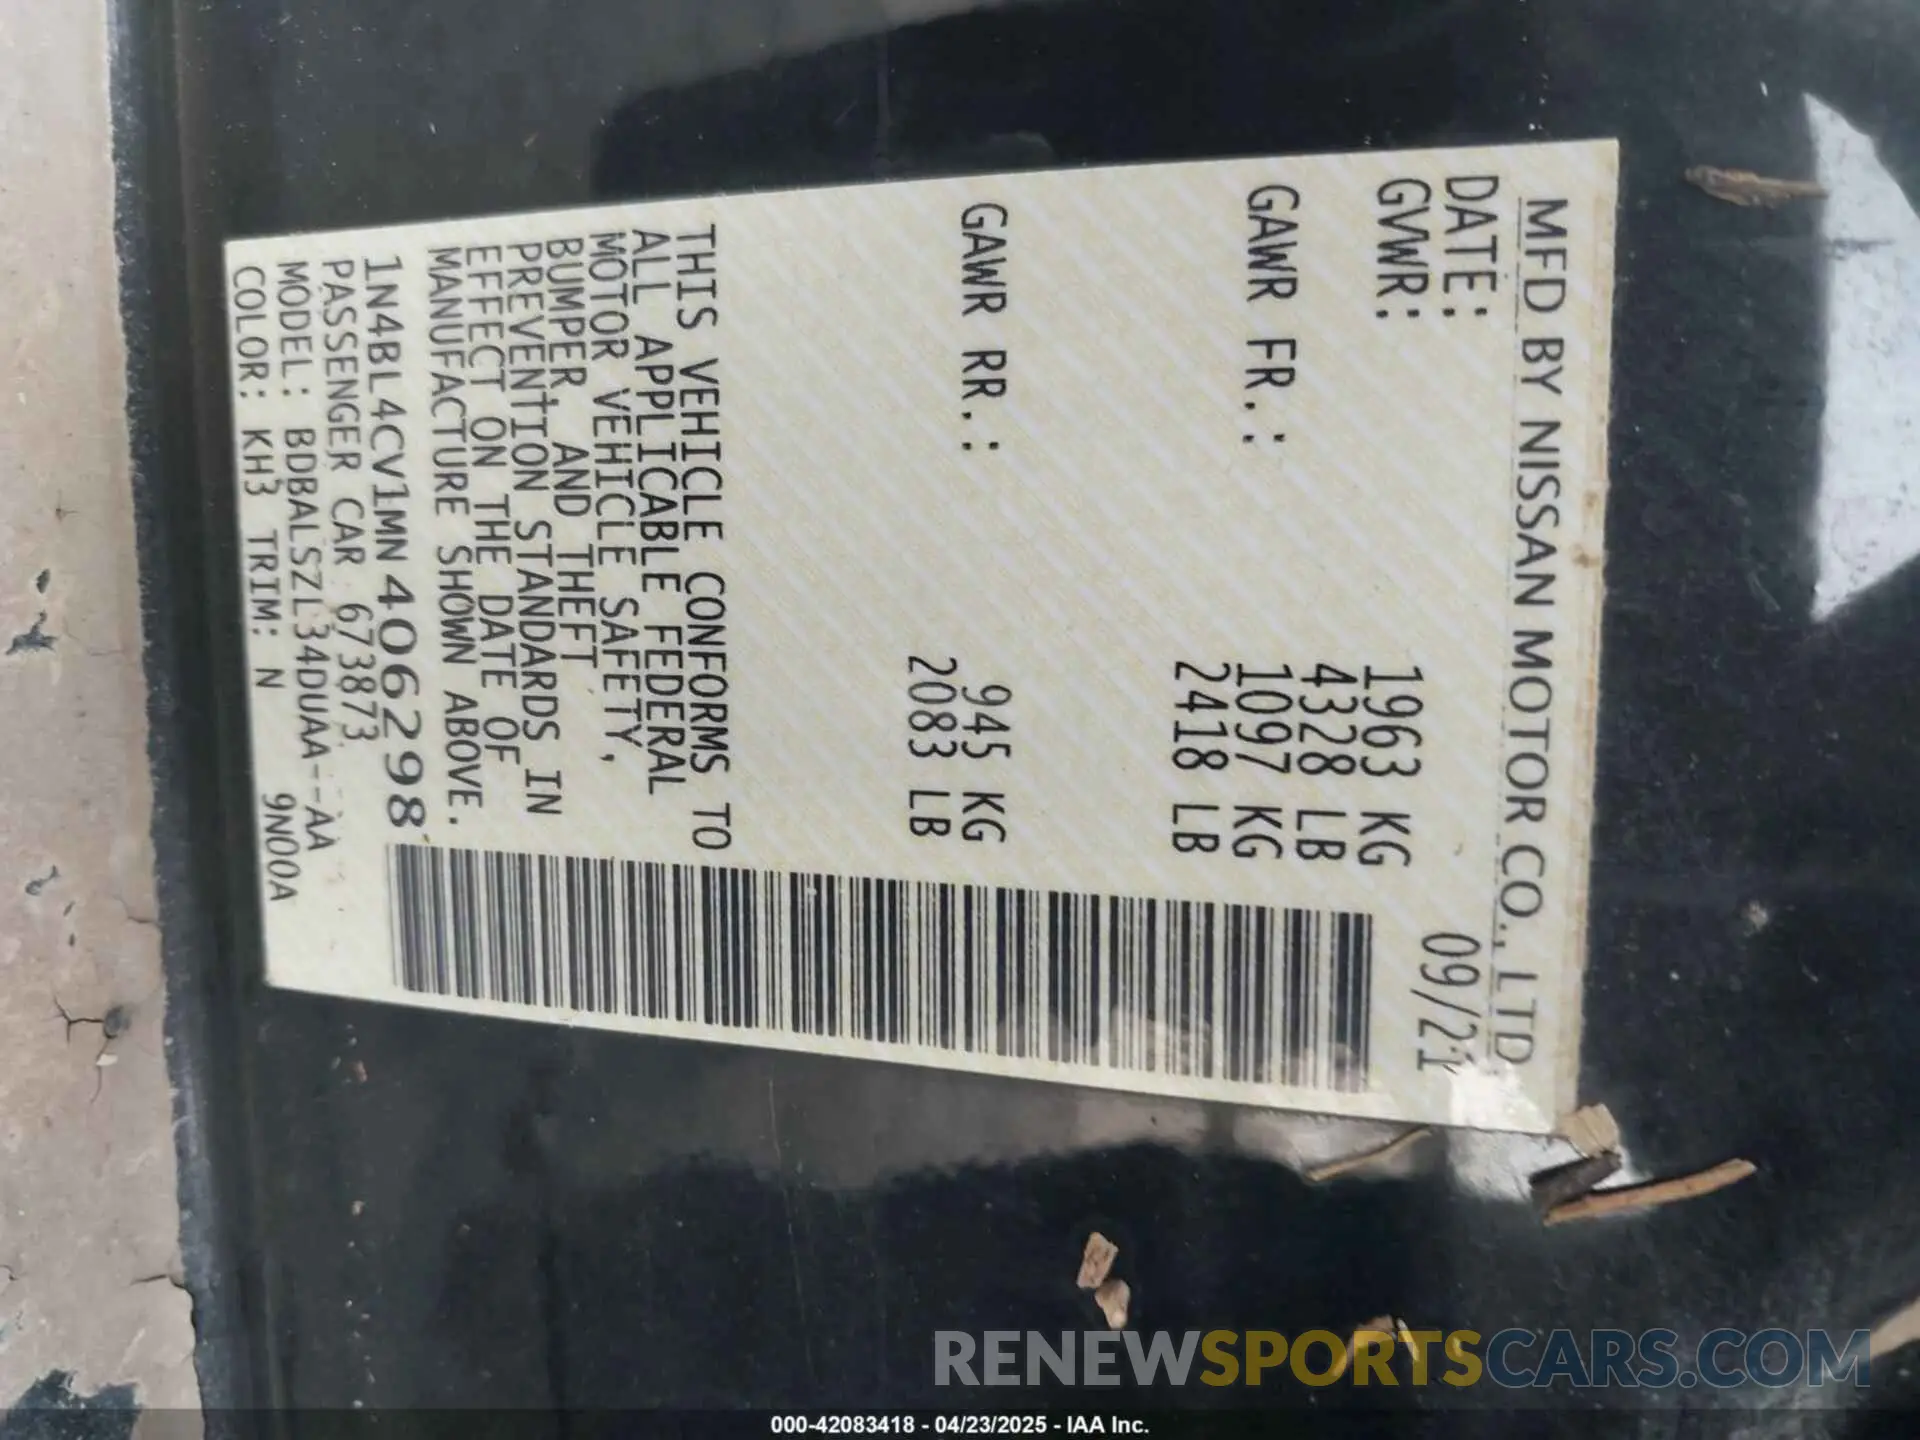 MFD BY NISSAN MOTOR CO., LTD
DATE: 09/21
GVWR: 1963 KG
4328 LB
GAWR FR.: 1097 KG
2418 LB
GAWR RR.: 945 KG
2083 LB
THIS VEHICLE CONFORMS TO
ALL APPLICABLE FEDERAL
MOTOR VEHICLE SAFETY,
BUMPER, AND THEFT
PREVENTION STANDARDS IN
EFFECT ON THE DATE OF
MANUFACTURE SHOWN ABOVE.
1N4BL4CV1MN406298
PASSENGER CAR 673873
MODEL: BDBALSZL34DUAA--AA
COLOR: KH3 TRIM: N 9N00A
RENEWSPORTSCARS.COM
000-42083418 - 04/23/2025 - IAA Inc.